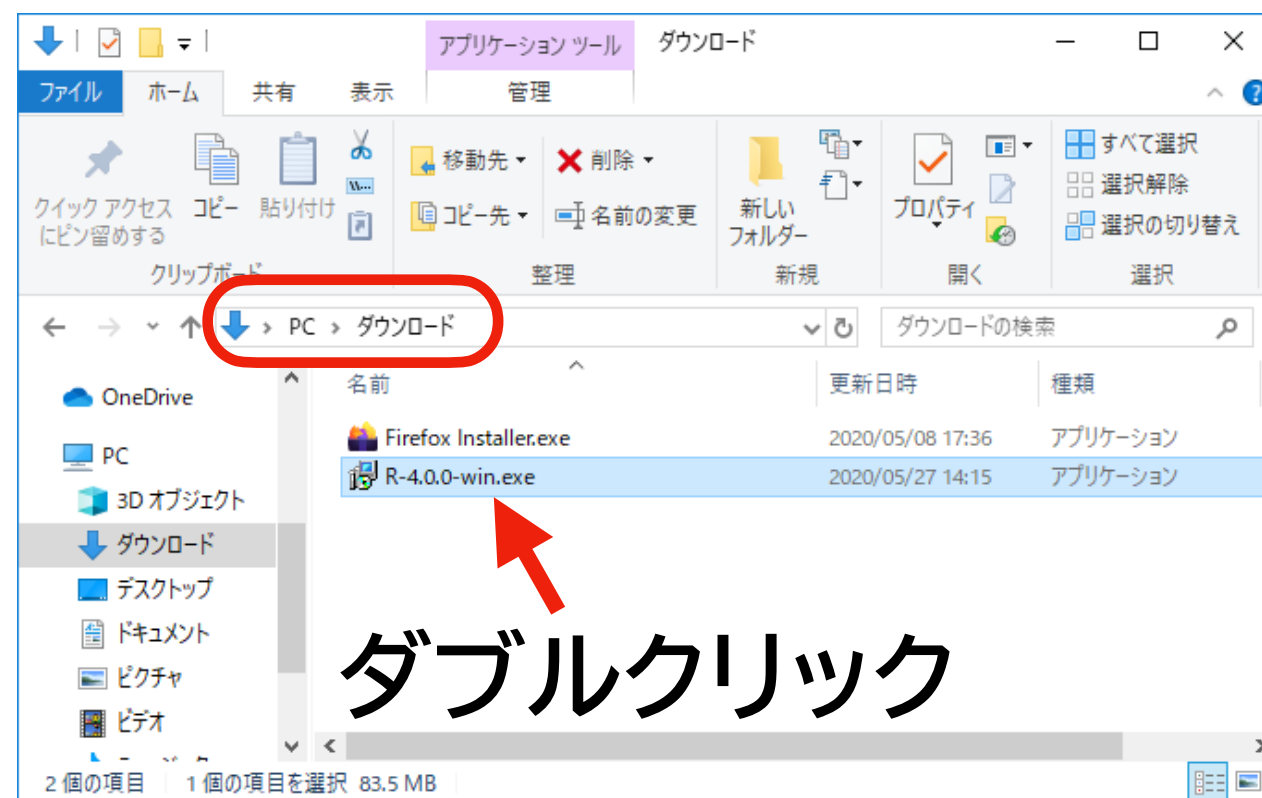 アプリケーション ツール
ダウンロード
ファイル
ホーム
共有
表示
管理
クイック アクセス
にピン留めする
コピー
貼り付け
移動先
削除
コピー先
名前の変更
新しい
フォルダー
プロパティ
すべて選択
選択解除
選択の切り替え
クリップボード
整理
新規
開く
選択
PC
ダウンロード
ダウンロードの検索
名前
更新日時
種類
OneDrive
PC
3D オブジェクト
ダウンロード
デスクトップ
ドキュメント
ピクチャ
ビデオ
Firefox Installer.exe
2020/05/08 17:36
アプリケーション
R-4.0.0-win.exe
2020/05/27 14:15
アプリケーション
ダブルクリック
2 個の項目
1 個の項目を選択 83.5 MB